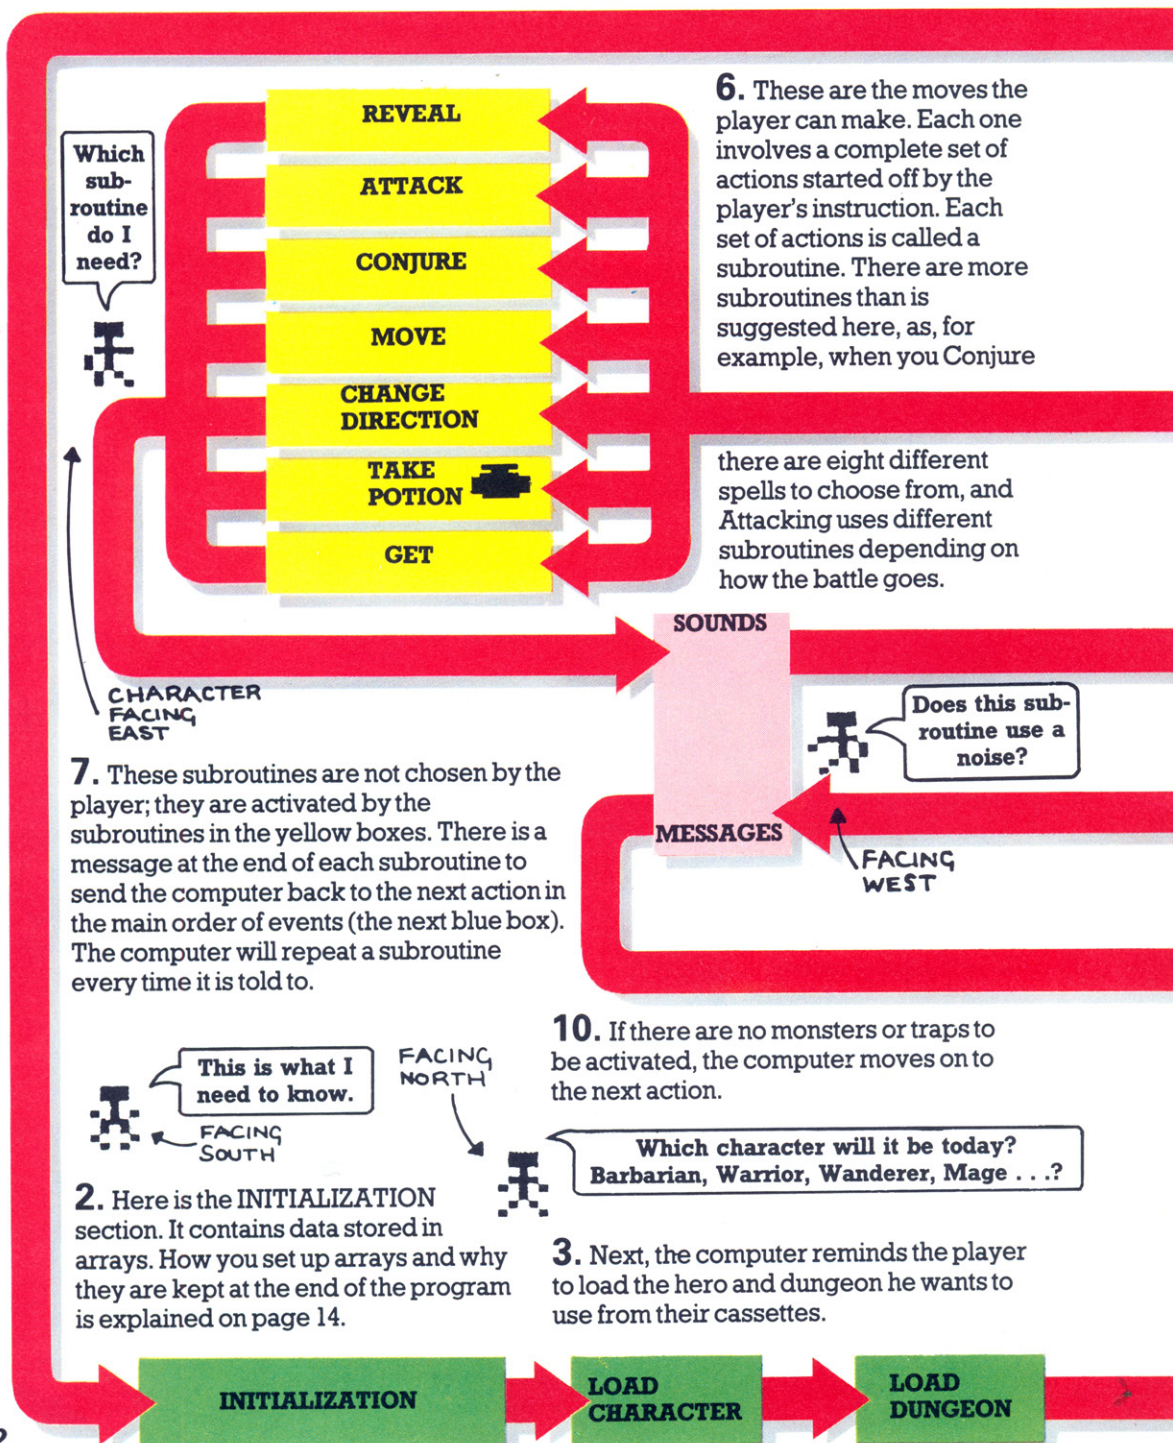 REVEAL
ATTACK
CONJURE
MOVE
CHANGE
DIRECTION
TAKE
POTION
GET
Which
sub-
routine
do I
need?
6. These are the moves the
player can make. Each one
involves a complete set of
actions started off by the
player's instruction. Each
set of actions is called a
subroutine. There are more
subroutines than is
suggested here, as, for
example, when you Conjure
there are eight different
spells to choose from, and
Attacking uses different
subroutines depending on
how the battle goes.
SOUNDS
MESSAGES
CHARACTER
FACING
EAST
Does this sub-
routine use a
noise?
FACING
WEST
7. These subroutines are not chosen by the
player; they are activated by the
subroutines in the yellow boxes. There is a
message at the end of each subroutine to
send the computer back to the next action in
the main order of events (the next blue box).
The computer will repeat a subroutine
every time it is told to.
10. If there are no monsters or traps to
be activated, the computer moves on to
the next action.
This is what I
need to know.
FACING
SOUTH
FACING
NORTH
Which character will it be today?
Barbarian, Warrior, Wanderer, Mage . . .?
2. Here is the INITIALIZATION
section. It contains data stored in
arrays. How you set up arrays and why
they are kept at the end of the program
is explained on page 14.
3. Next, the computer reminds the player
to load the hero and dungeon he wants to
use from their cassettes.
INITIALIZATION
LOAD
CHARACTER
LOAD
DUNGEON